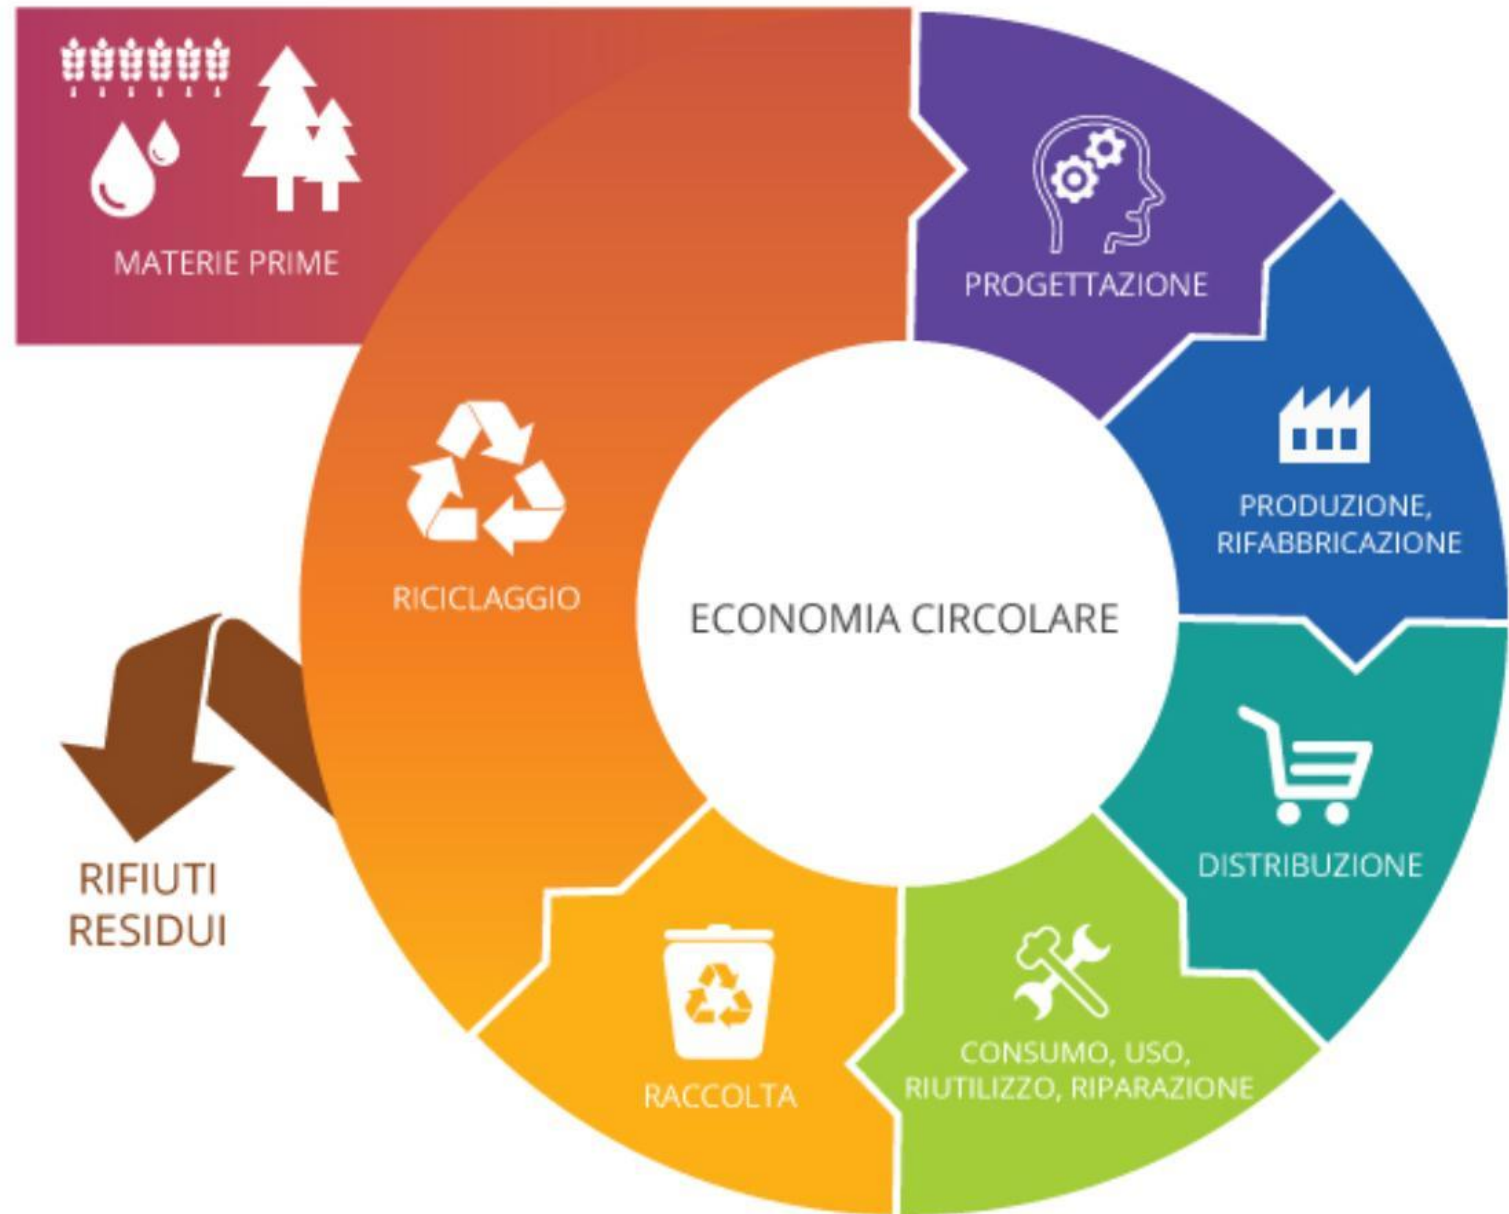 MATERIE PRIME
PROGETTAZIONE
PRODUZIONE,
RIFABBRICAZIONE
DISTRIBUZIONE
CONSUMO, USO,
RIUTILIZZO, RIPARAZIONE
RACCOLTA
RICICLAGGIO
RIFIUTI
RESIDUI
ECONOMIA CIRCOLARE